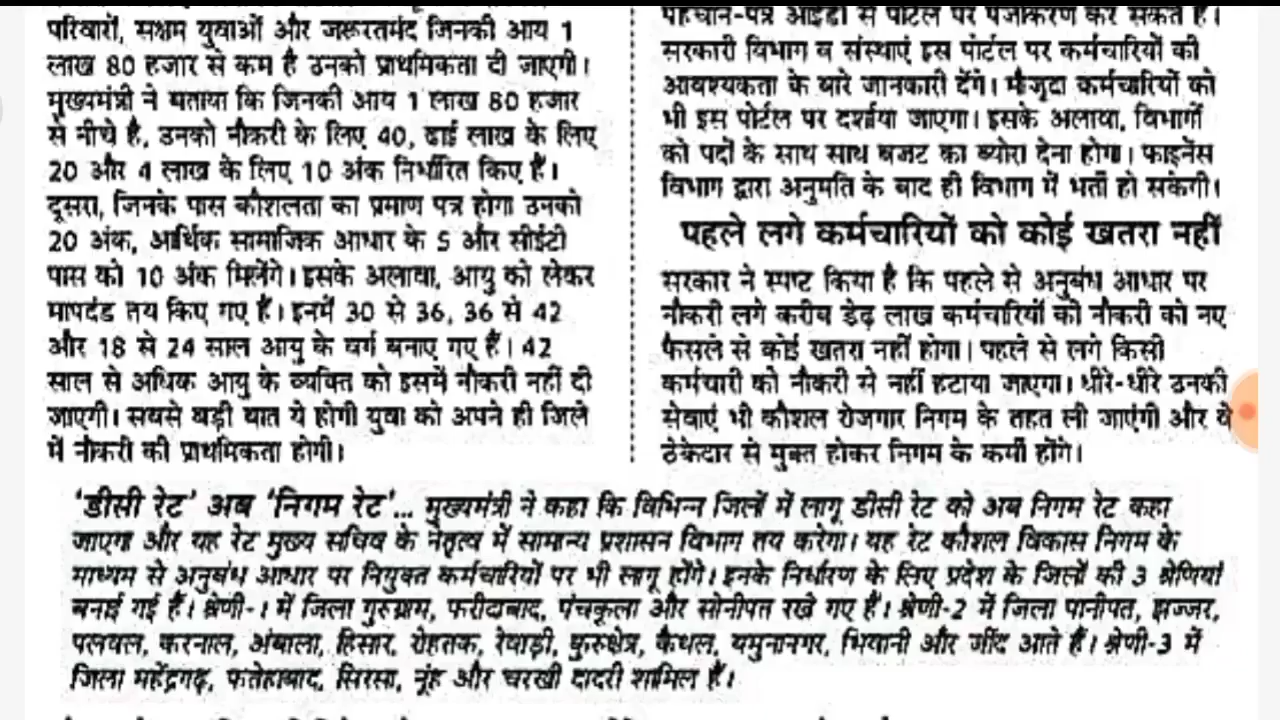 परिवारों, सक्षम युवाओं और जरूरतमंद जिनकी आय 1
लाख 80 हजार से कम है उनको प्राथमिकता दी जाएगी।
मुख्यमंत्री ने बताया कि जिनकी आय 1 लाख 80 हजार
से नीचे है, उनको नौकरी के लिए 40, ढाई लाख के लिए
20 और 4 लाख के लिए 10 अंक निर्धारित किए हैं।
दूसरा, जिनके पास कौशलता का प्रमाण पत्र होगा उनको
20 अंक, आर्थिक सामाजिक आधार के 5 और सीईटी
पास को 10 अंक मिलेंगे। इसके अलावा, आयु को लेकर
मापदंड तय किए गए हैं। इनमें 30 से 36, 36 से 42
और 18 से 24 साल आयु के वर्ग बनाए गए हैं। 42
साल से अधिक आयु के व्यक्ति को इसमें नौकरी नहीं दी
जाएगी। सबसे बड़ी बात ये होगी युवा को अपने ही जिले
में नौकरी की प्राथमिकता होगी।
पहचान-पत्र आईडी से पोर्टल पर पंजीकरण कर सकते हैं।
सरकारी विभाग व संस्थाएं इस पोर्टल पर कर्मचारियों की
आवश्यकता के बारे जानकारी देंगे। मौजूदा कर्मचारियों को
भी इस पोर्टल पर दर्शाया जाएगा। इसके अलावा, विभागों
को पदों के साथ साथ बजट का ब्योरा देना होगा। फाइनेंस
विभाग द्वारा अनुमति के बाद ही विभाग में भर्ती हो सकेगी।
पहले लगे कर्मचारियों को कोई खतरा नहीं
सरकार ने स्पष्ट किया है कि पहले से अनुबंध आधार पर
नौकरी लगे करीब डेढ़ लाख कर्मचारियों की नौकरी को नए
फैसले से कोई खतरा नहीं होगा। पहले से लगे किसी
कर्मचारी को नौकरी से नहीं हटाया जाएगा। धीरे-धीरे उनकी
सेवाएं भी कौशल रोजगार निगम के तहत ली जाएंगी और वे
ठेकेदार से मुक्त होकर निगम के कर्मी होंगे।
'डीसी रेट' अब 'निगम रेट'... मुख्यमंत्री ने कहा कि विभिन्न जिलों में लागू डीसी रेट को अब निगम रेट कहा
जाएगा और यह रेट मुख्य सचिव के नेतृत्व में सामान्य प्रशासन विभाग तय करेगा। यह रेट कौशल विकास निगम के
माध्यम से अनुबंध आधार पर नियुक्त कर्मचारियों पर भी लागू होंगे। इनके निर्धारण के लिए प्रदेश के जिलों की 3 श्रेणियां
बनाई गई हैं। श्रेणी-1 में जिला गुरुग्राम, फरीदाबाद, पंचकूला और सोनीपत रखे गए हैं। श्रेणी-2 में जिला पानीपत, झज्जर,
पलवल, करनाल, अंबाला, हिसार, रोहतक, रेवाड़ी, कुरुक्षेत्र, कैथल, यमुनानगर, भिवानी और जींद आते हैं। श्रेणी-3 में
जिला महेंद्रगढ़, फतेहाबाद, सिरसा, नूंह और चरखी दादरी शामिल हैं।